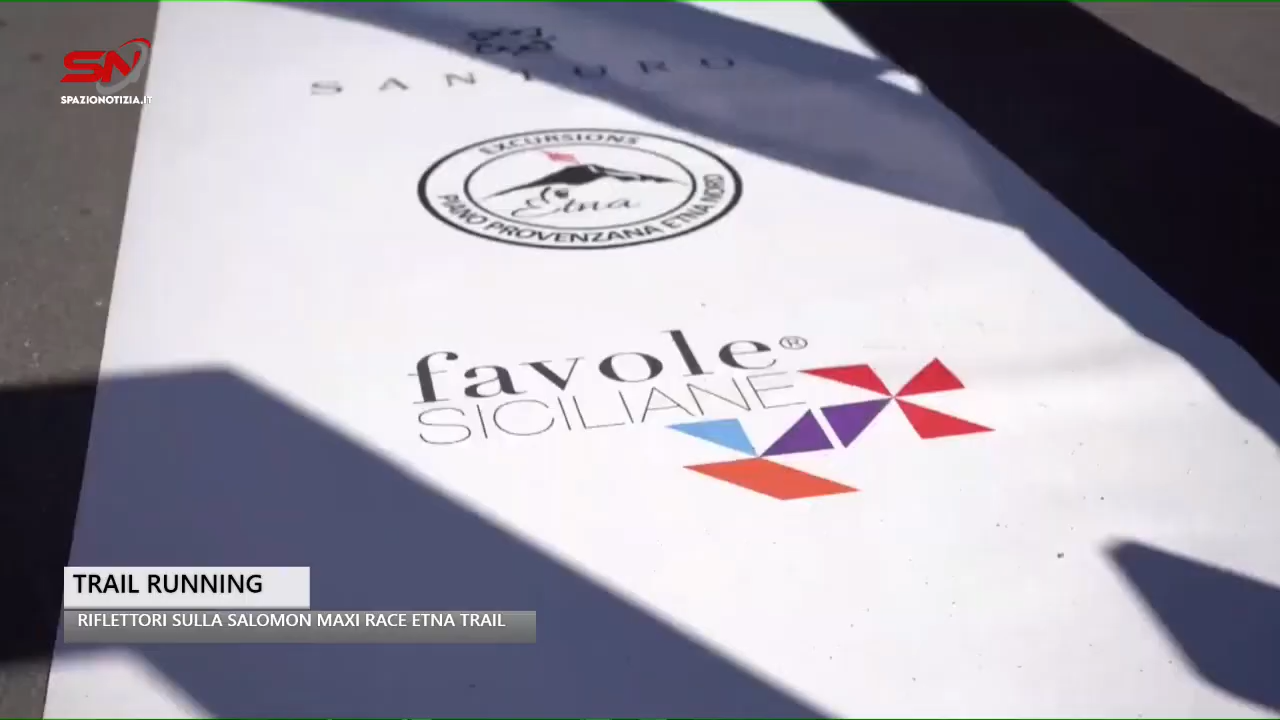 SN
SPAZIONOTIZIA.IT
SANTORO
EXCURSIONS
Etna
PIANO PROVENZANA ETNA NORD
favole®
SICILIANE
TRAIL RUNNING
RIFLETTORI SULLA SALOMON MAXI RACE ETNA TRAIL